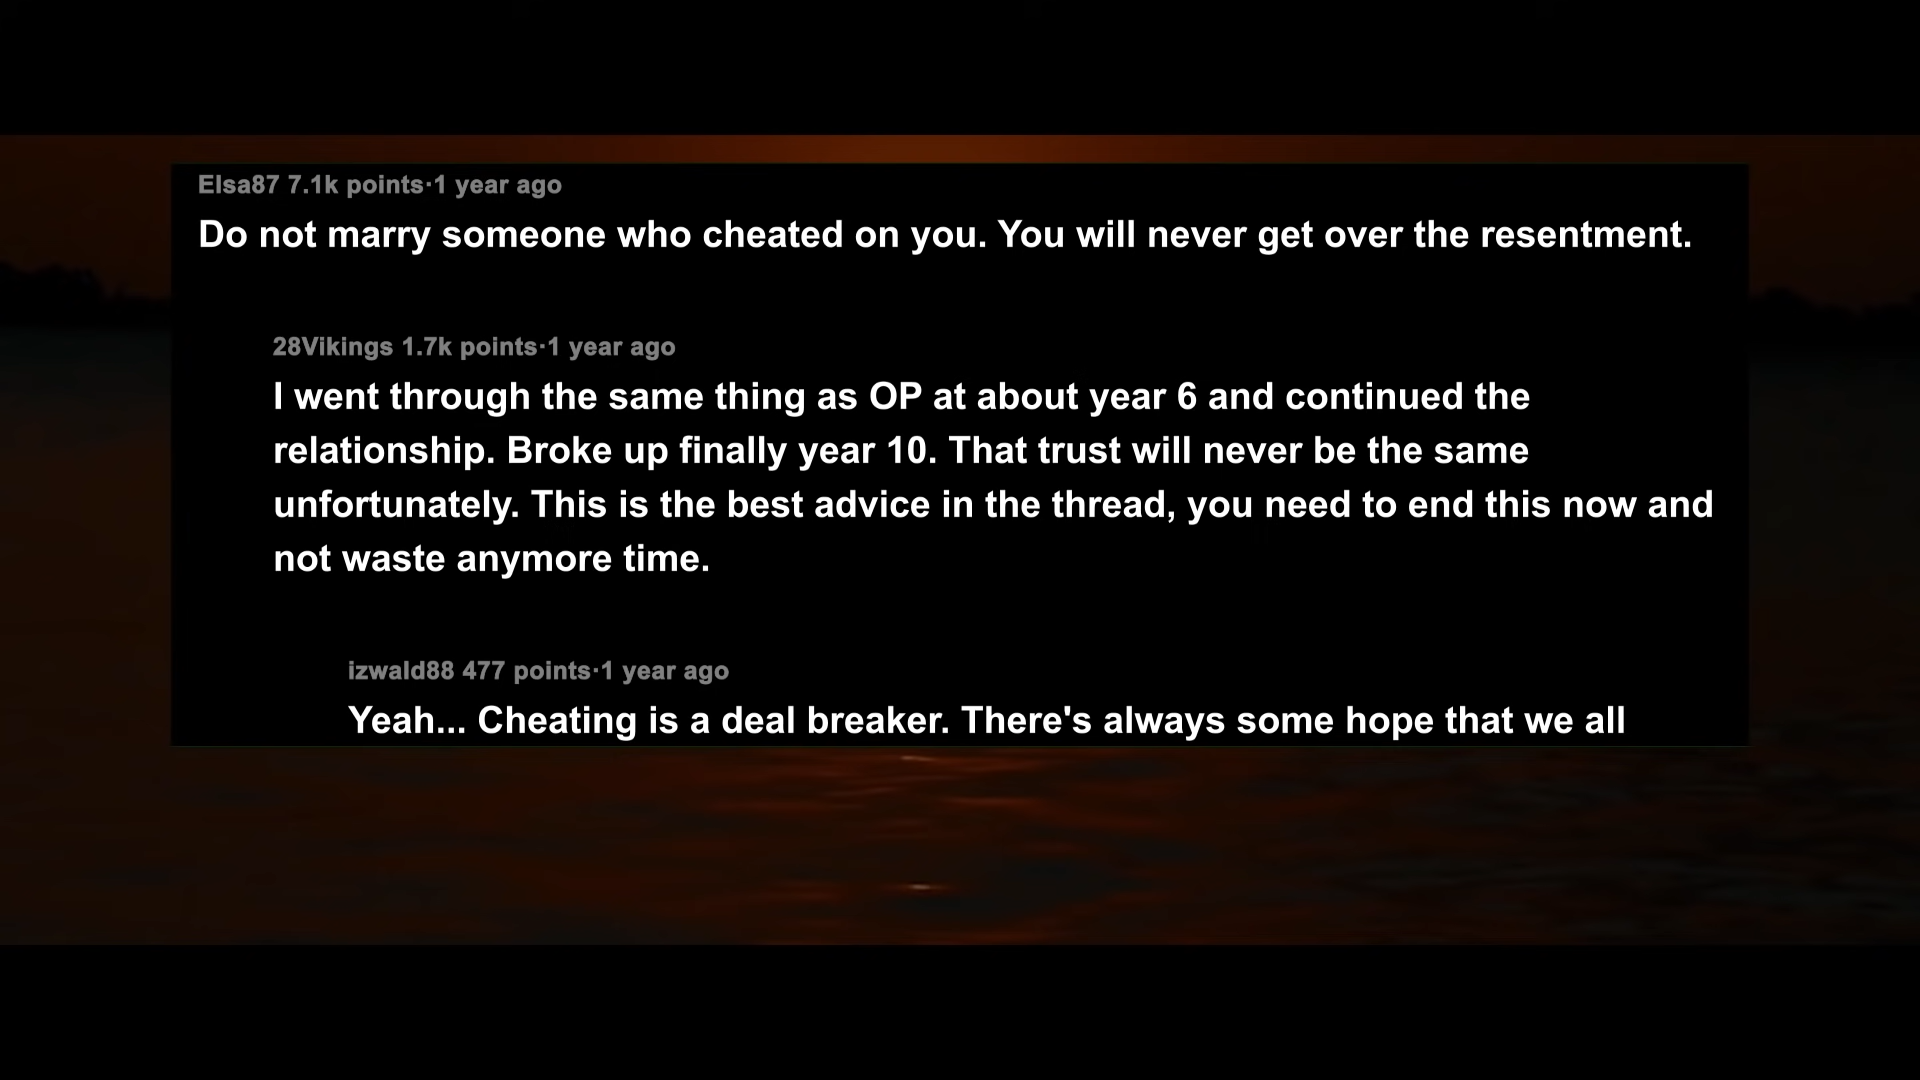 Elsa87 7.1k points·1 year ago
Do not marry someone who cheated on you. You will never get over the resentment.
28Vikings 1.7k points·1 year ago
I went through the same thing as OP at about year 6 and continued the
relationship. Broke up finally year 10. That trust will never be the same
unfortunately. This is the best advice in the thread, you need to end this now and
not waste anymore time.
izwald88 477 points·1 year ago
Yeah... Cheating is a deal breaker. There's always some hope that we all